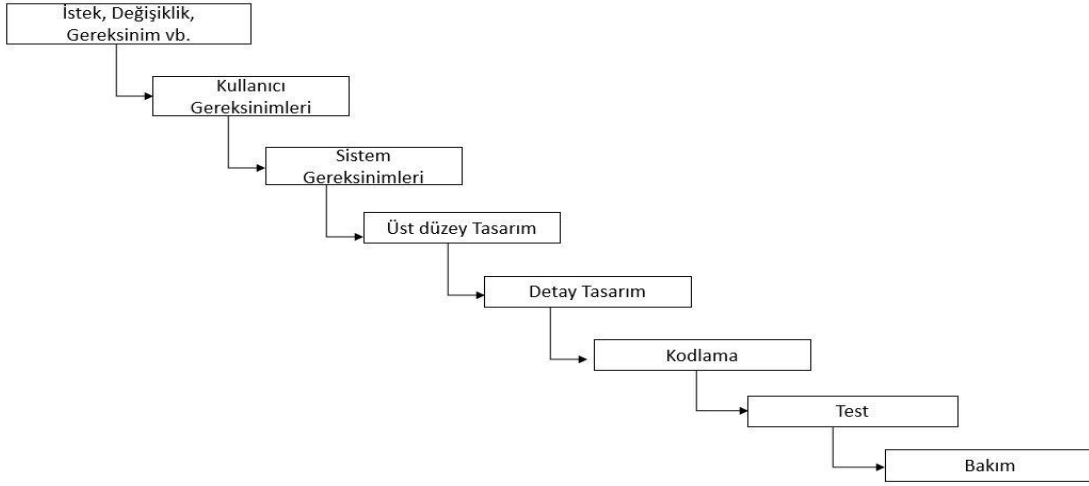 İstek, Değişiklik,
Gereksinim vb.
Kullanıcı
Gereksinimleri
Sistem
Gereksinimleri
Üst düzey Tasarım
Detay Tasarım
Kodlama
Test
Bakım